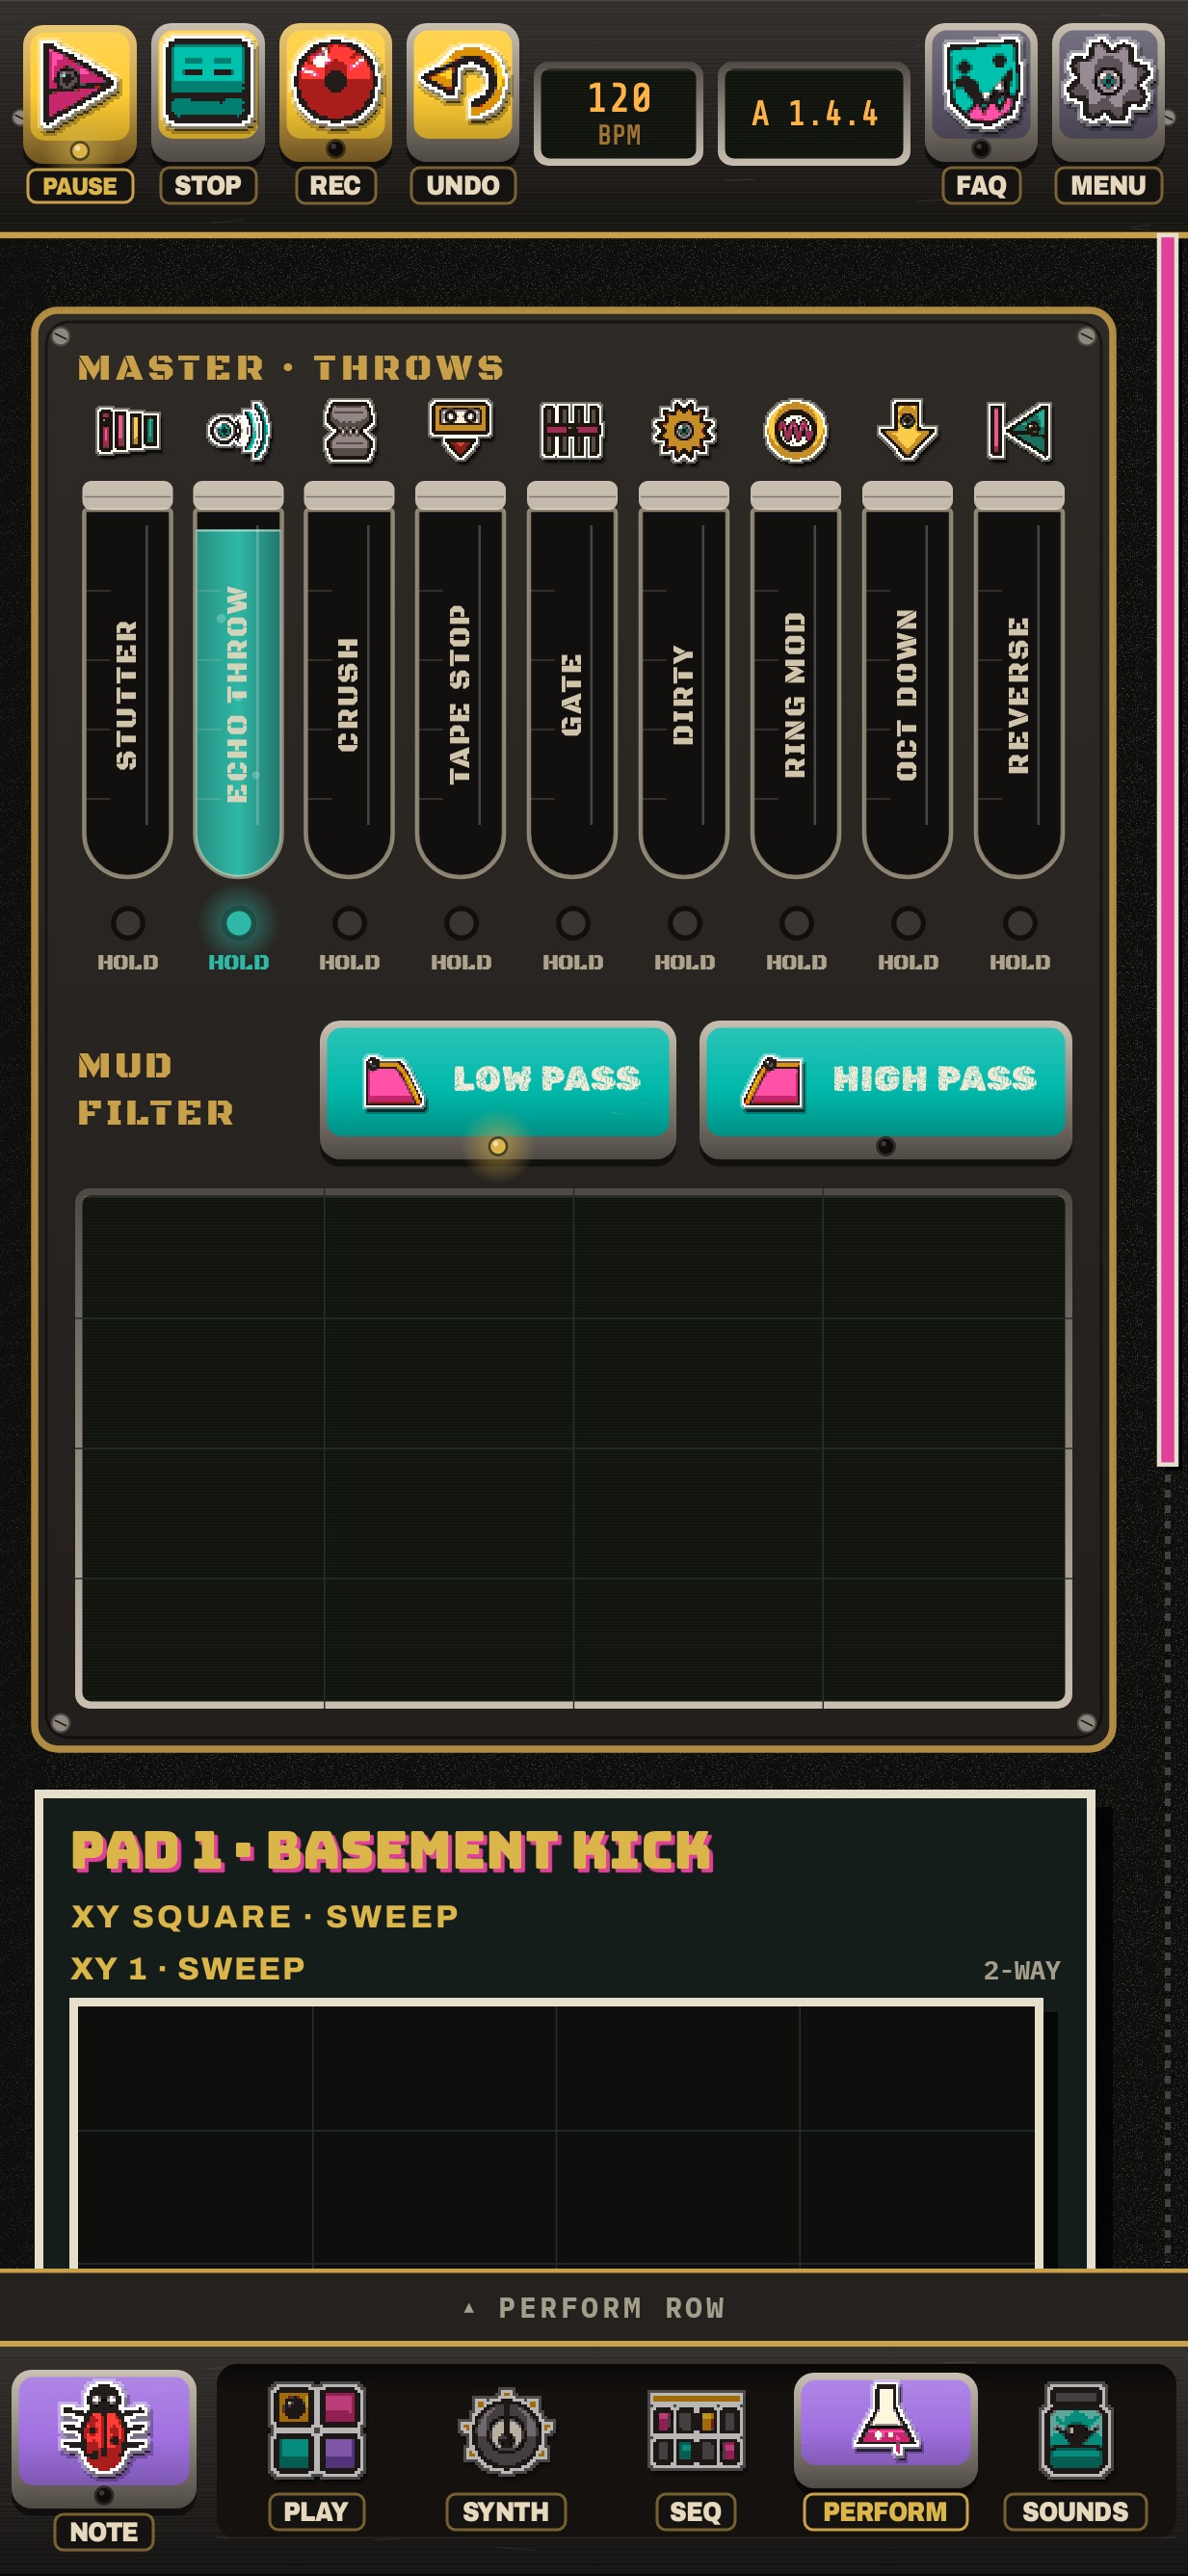 120
BPM
A 1.4.4
PAUSE
STOP
REC
UNDO
FAQ
MENU
MASTER · THROWS
STUTTER
ECHO THROW
CRUSH
TAPE STOP
GATE
DIRTY
RING MOD
OCT DOWN
REVERSE
HOLD
HOLD
HOLD
HOLD
HOLD
HOLD
HOLD
HOLD
HOLD
MUD
FILTER
LOW PASS
HIGH PASS
PAD 1 · BASEMENT KICK
XY SQUARE · SWEEP
XY 1 · SWEEP
2-WAY
▲ PERFORM ROW
NOTE
PLAY
SYNTH
SEQ
PERFORM
SOUNDS